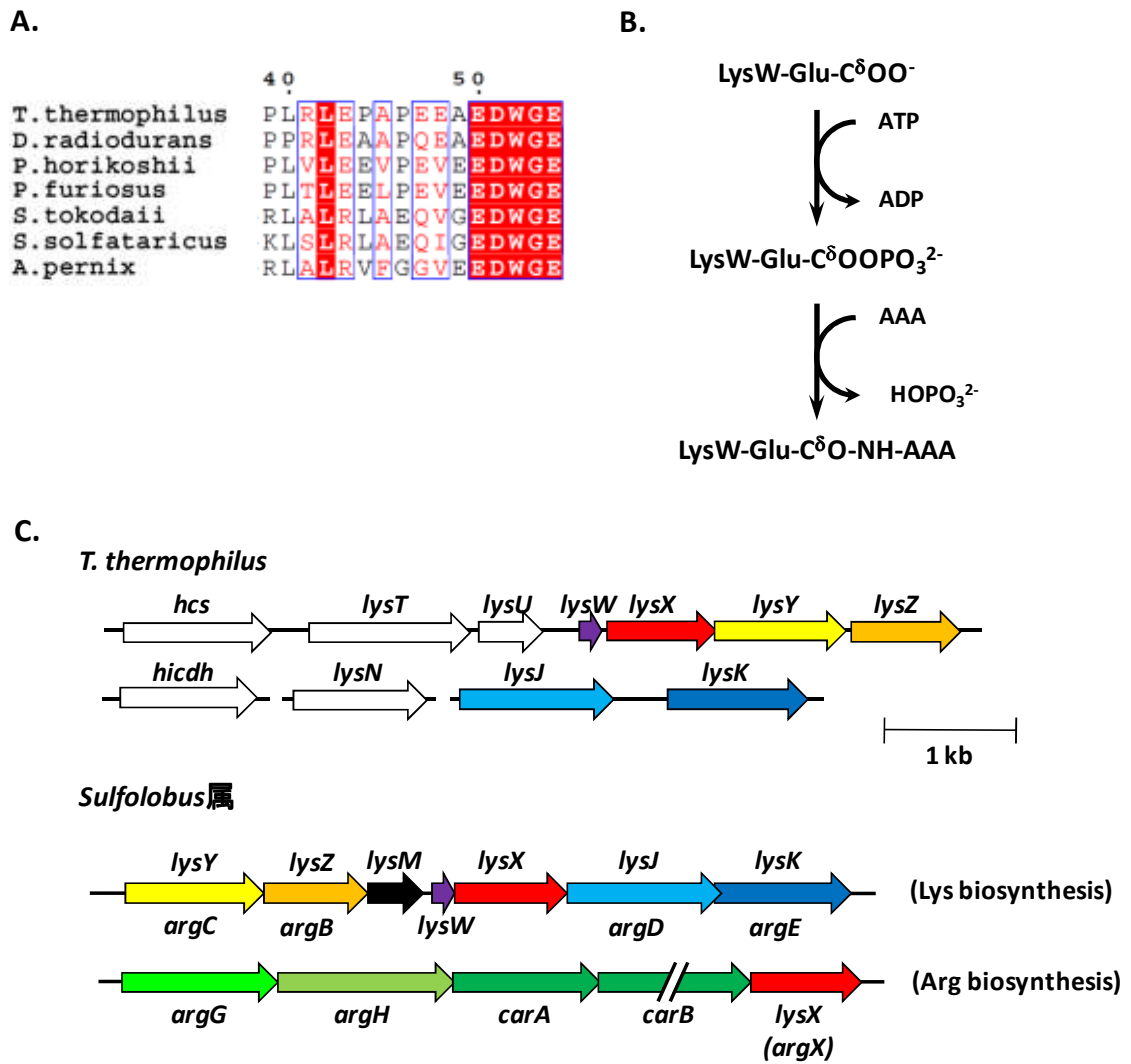 A.
40 50
T.thermophilus PLRLEPAPEEAEDWGE
D.radiodurans PPRLEAAPQEAEDWGE
P.horikoshii PLVLEEVPEVEEDWGE
P.furiosus PLTLEELPEVEEDWGE
S.tokodaii RLALRLAEQVGEDWGE
S.solfataricus KLSLRLAEQIGEDWGE
A.pernix RLALRVFGGVEEDWGE
B.
LysW-Glu-CᵟOO⁻
ATP
ADP
LysW-Glu-CᵟOOPO₃²⁻
AAA
HOPO₃²⁻
LysW-Glu-CᵟO-NH-AAA
C.
T. thermophilus
hcs lysT lysU lysW lysX lysY lysZ
hicdh lysN lysJ lysK
1 kb
Sulfolobus属
lysY lysZ lysM lysX lysJ lysK
(Lys biosynthesis)
argC argB lysW argD argE
(Arg biosynthesis)
argG argH carA carB lysX
(argX)